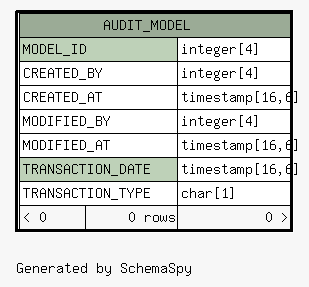 AUDIT_MODEL
MODEL_ID integer[4]
CREATED_BY integer[4]
CREATED_AT timestamp[16,6]
MODIFIED_BY integer[4]
MODIFIED_AT timestamp[16,6]
TRANSACTION_DATE timestamp[16,6]
TRANSACTION_TYPE char[1]
< 0 0 rows 0 >
Generated by SchemaSpy